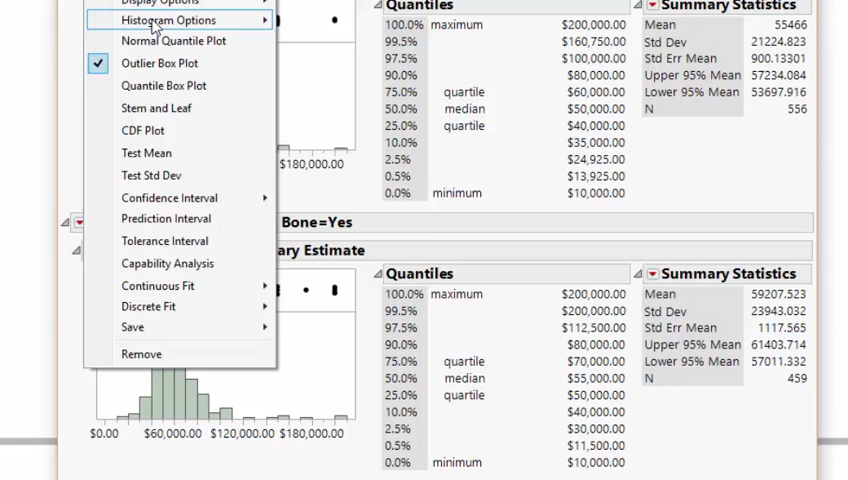 Display Options
Histogram Options
Normal Quantile Plot
Outlier Box Plot
Quantile Box Plot
Stem and Leaf
CDF Plot
Test Mean
Test Std Dev
Confidence Interval
Prediction Interval
Tolerance Interval
Capability Analysis
Continuous Fit
Discrete Fit
Save
Remove
$180,000.00
Quantiles
100.0% maximum $200,000.00
99.5% $160,750.00
97.5% $100,000.00
90.0% $80,000.00
75.0% quartile $60,000.00
50.0% median $50,000.00
25.0% quartile $40,000.00
10.0% $35,000.00
2.5% $24,925.00
0.5% $13,925.00
0.0% minimum $10,000.00
Summary Statistics
Mean 55466
Std Dev 21224.823
Std Err Mean 900.13301
Upper 95% Mean 57234.084
Lower 95% Mean 53697.916
N 556
Bone=Yes
ary Estimate
$0.00 $60,000.00 $120,000.00 $180,000.00
Quantiles
100.0% maximum $200,000.00
99.5% $200,000.00
97.5% $112,500.00
90.0% $80,000.00
75.0% quartile $70,000.00
50.0% median $55,000.00
25.0% quartile $50,000.00
10.0% $40,000.00
2.5% $30,000.00
0.5% $11,500.00
0.0% minimum $10,000.00
Summary Statistics
Mean 59207.523
Std Dev 23943.032
Std Err Mean 1117.565
Upper 95% Mean 61403.714
Lower 95% Mean 57011.332
N 459